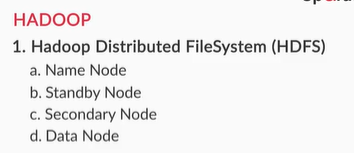 HADOOP
1. Hadoop Distributed FileSystem (HDFS)
a. Name Node
b. Standby Node
c. Secondary Node
d. Data Node